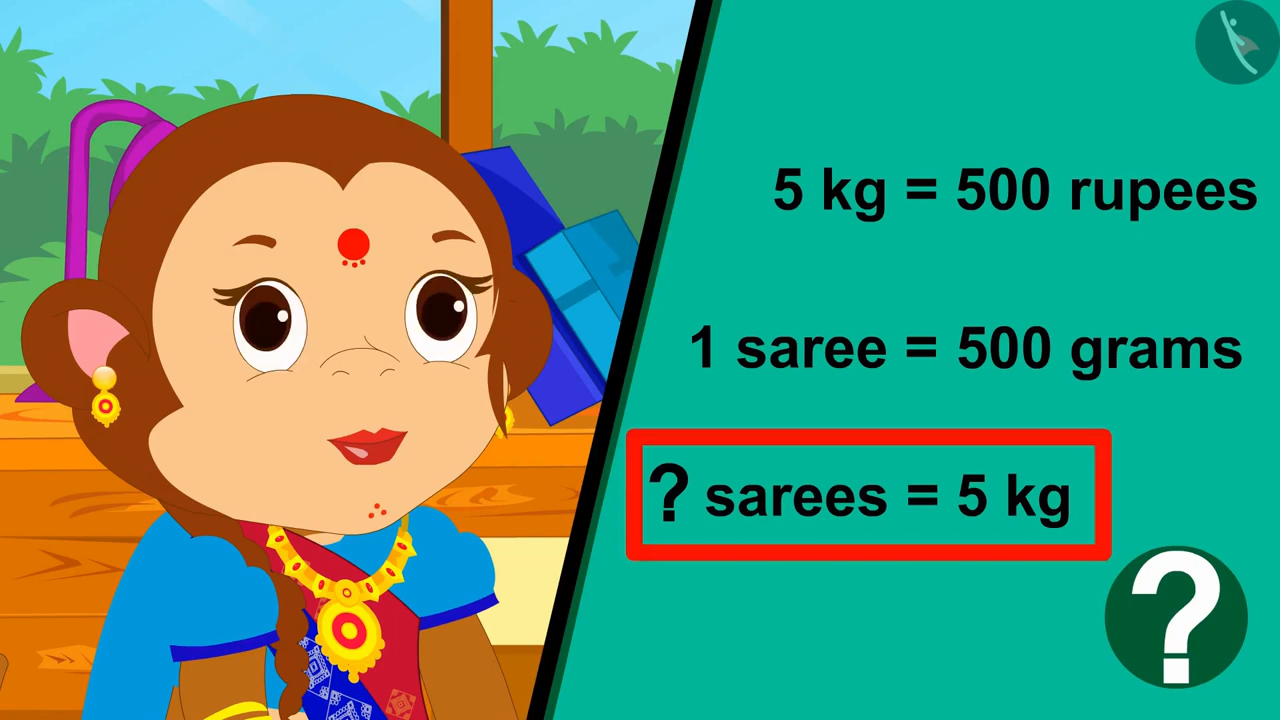 5 kg = 500 rupees
1 saree = 500 grams
? sarees = 5 kg
?